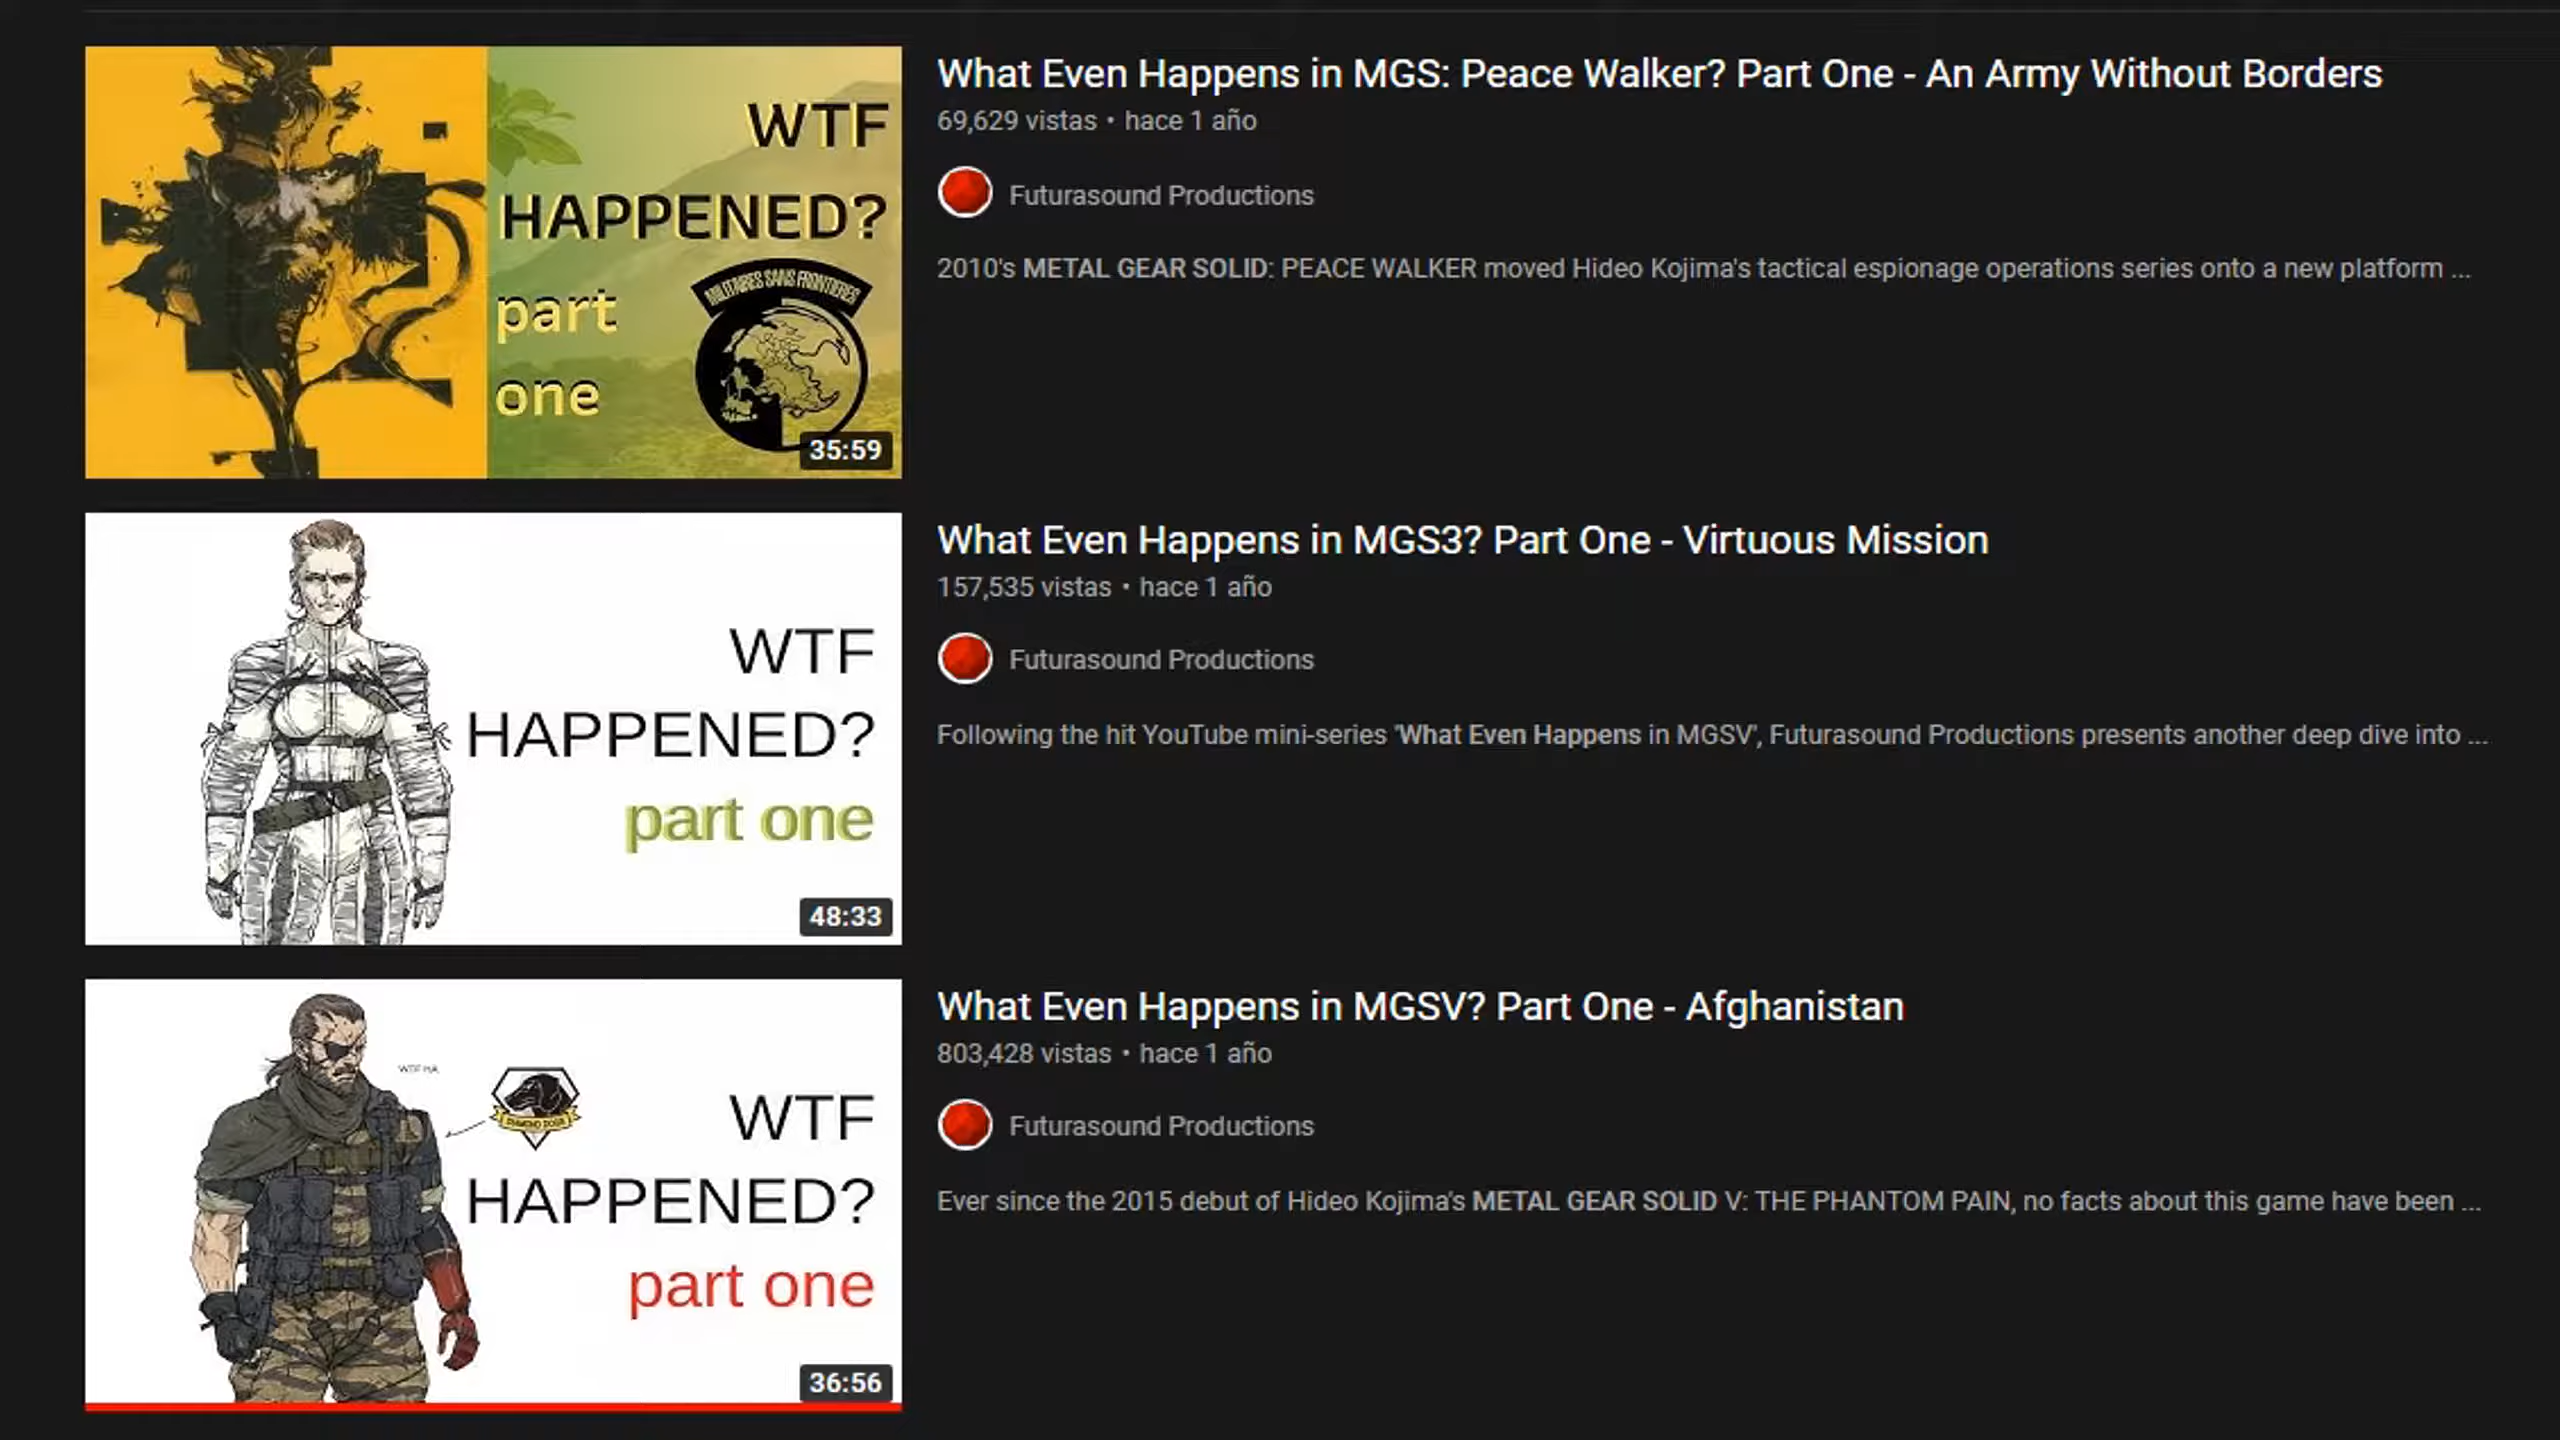 WTF
HAPPENED?
part
one
MILITAIRES SANS FRONTIERES
35:59
What Even Happens in MGS: Peace Walker? Part One - An Army Without Borders
69,629 vistas • hace 1 año
Futurasound Productions
2010's METAL GEAR SOLID: PEACE WALKER moved Hideo Kojima's tactical espionage operations series onto a new platform ...
WTF
HAPPENED?
part one
48:33
What Even Happens in MGS3? Part One - Virtuous Mission
157,535 vistas • hace 1 año
Futurasound Productions
Following the hit YouTube mini-series 'What Even Happens in MGSV', Futurasound Productions presents another deep dive into ...
WTF HA
DIAMOND DOGS
WTF
HAPPENED?
part one
36:56
What Even Happens in MGSV? Part One - Afghanistan
803,428 vistas • hace 1 año
Futurasound Productions
Ever since the 2015 debut of Hideo Kojima's METAL GEAR SOLID V: THE PHANTOM PAIN, no facts about this game have been ...